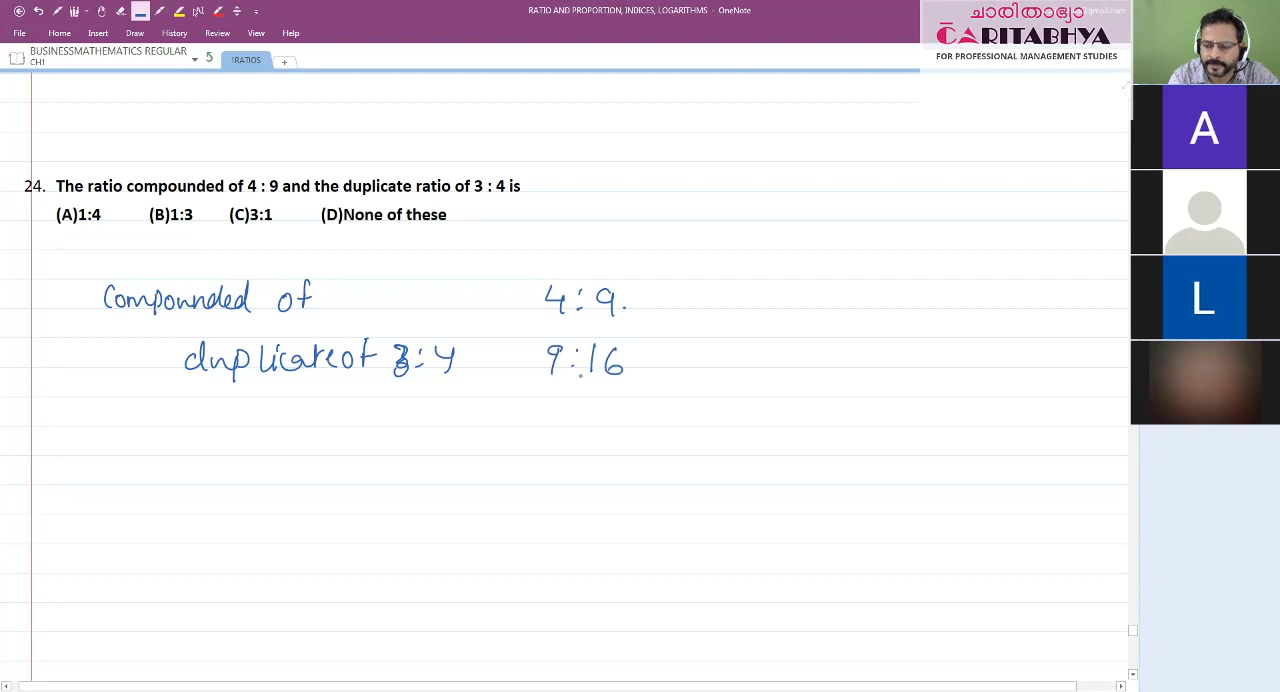 RATIO AND PROPORTION, INDICES, LOGARITHMS - OneNote
ചാരിതാഭ്യാ
@gmail.com
CARITABHYA
FOR PROFESSIONAL MANAGEMENT STUDIES
File Home Insert Draw History Review View Help
BUSINESSMATHEMATICS REGULAR
CH1
5
1RATIOS
24. The ratio compounded of 4 : 9 and the duplicate ratio of 3 : 4 is
(A)1:4 (B)1:3 (C)3:1 (D)None of these
Compounded of 4 : 9.
duplicate of 3 : 4 9 : 16
A
L